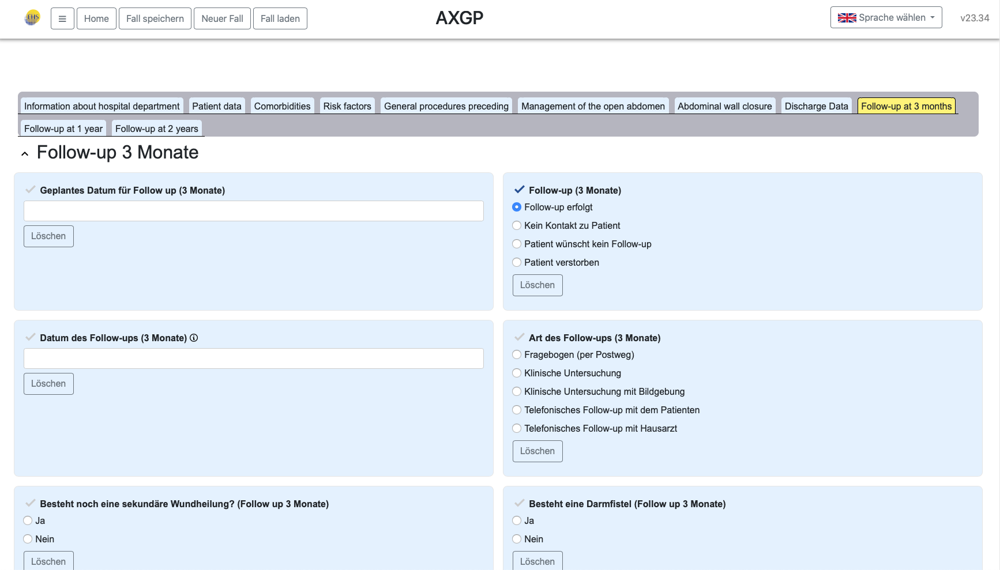 EHS
Home
Fall speichern
Neuer Fall
Fall laden
AXGP
Sprache wählen
v23.34
Information about hospital department
Patient data
Comorbidities
Risk factors
General procedures preceding
Management of the open abdomen
Abdominal wall closure
Discharge Data
Follow-up at 3 months
Follow-up at 1 year
Follow-up at 2 years
Follow-up 3 Monate
Geplantes Datum für Follow up (3 Monate)
Löschen
Follow-up (3 Monate)
Follow-up erfolgt
Kein Kontakt zu Patient
Patient wünscht kein Follow-up
Patient verstorben
Löschen
Datum des Follow-ups (3 Monate)
Löschen
Art des Follow-ups (3 Monate)
Fragebogen (per Postweg)
Klinische Untersuchung
Klinische Untersuchung mit Bildgebung
Telefonisches Follow-up mit dem Patienten
Telefonisches Follow-up mit Hausarzt
Löschen
Besteht noch eine sekundäre Wundheilung? (Follow up 3 Monate)
Ja
Nein
Löschen
Besteht eine Darmfistel (Follow up 3 Monate)
Ja
Nein
Löschen